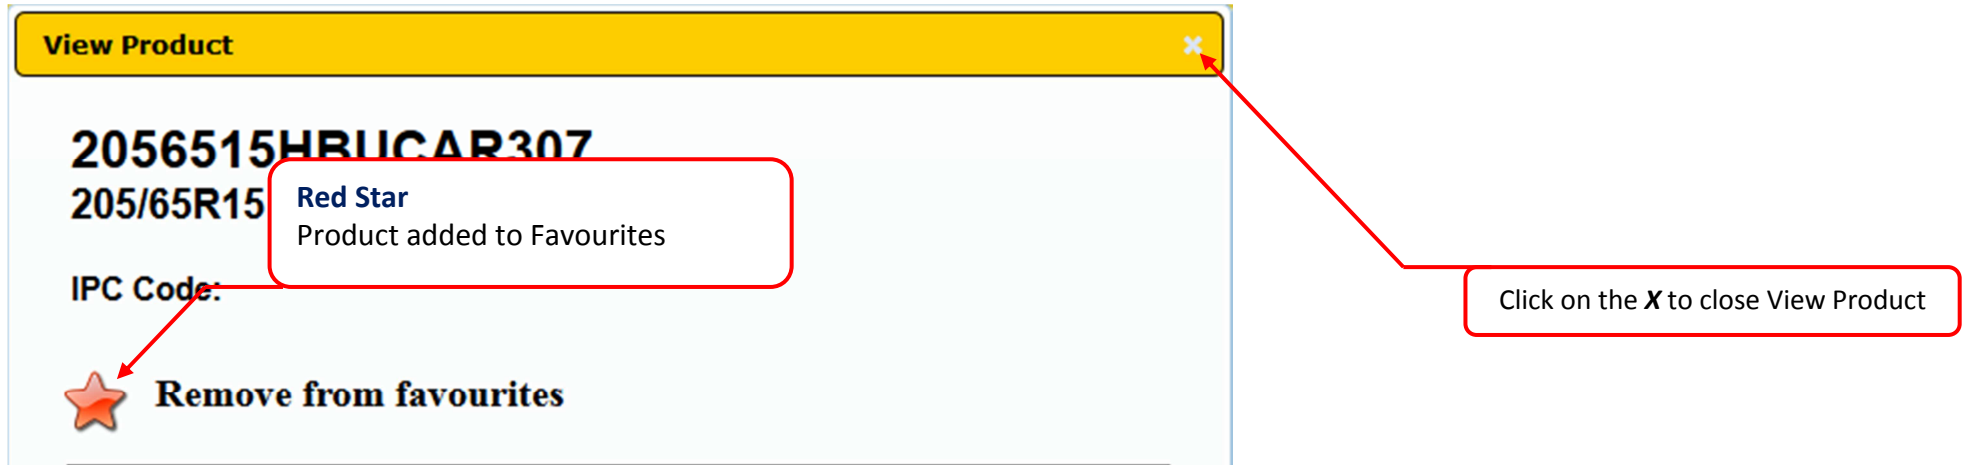 View Product
2056515HBUCAR307
205/65R15
Red Star
Product added to Favourites
IPC Code:
Click on the X to close View Product
Remove from favourites